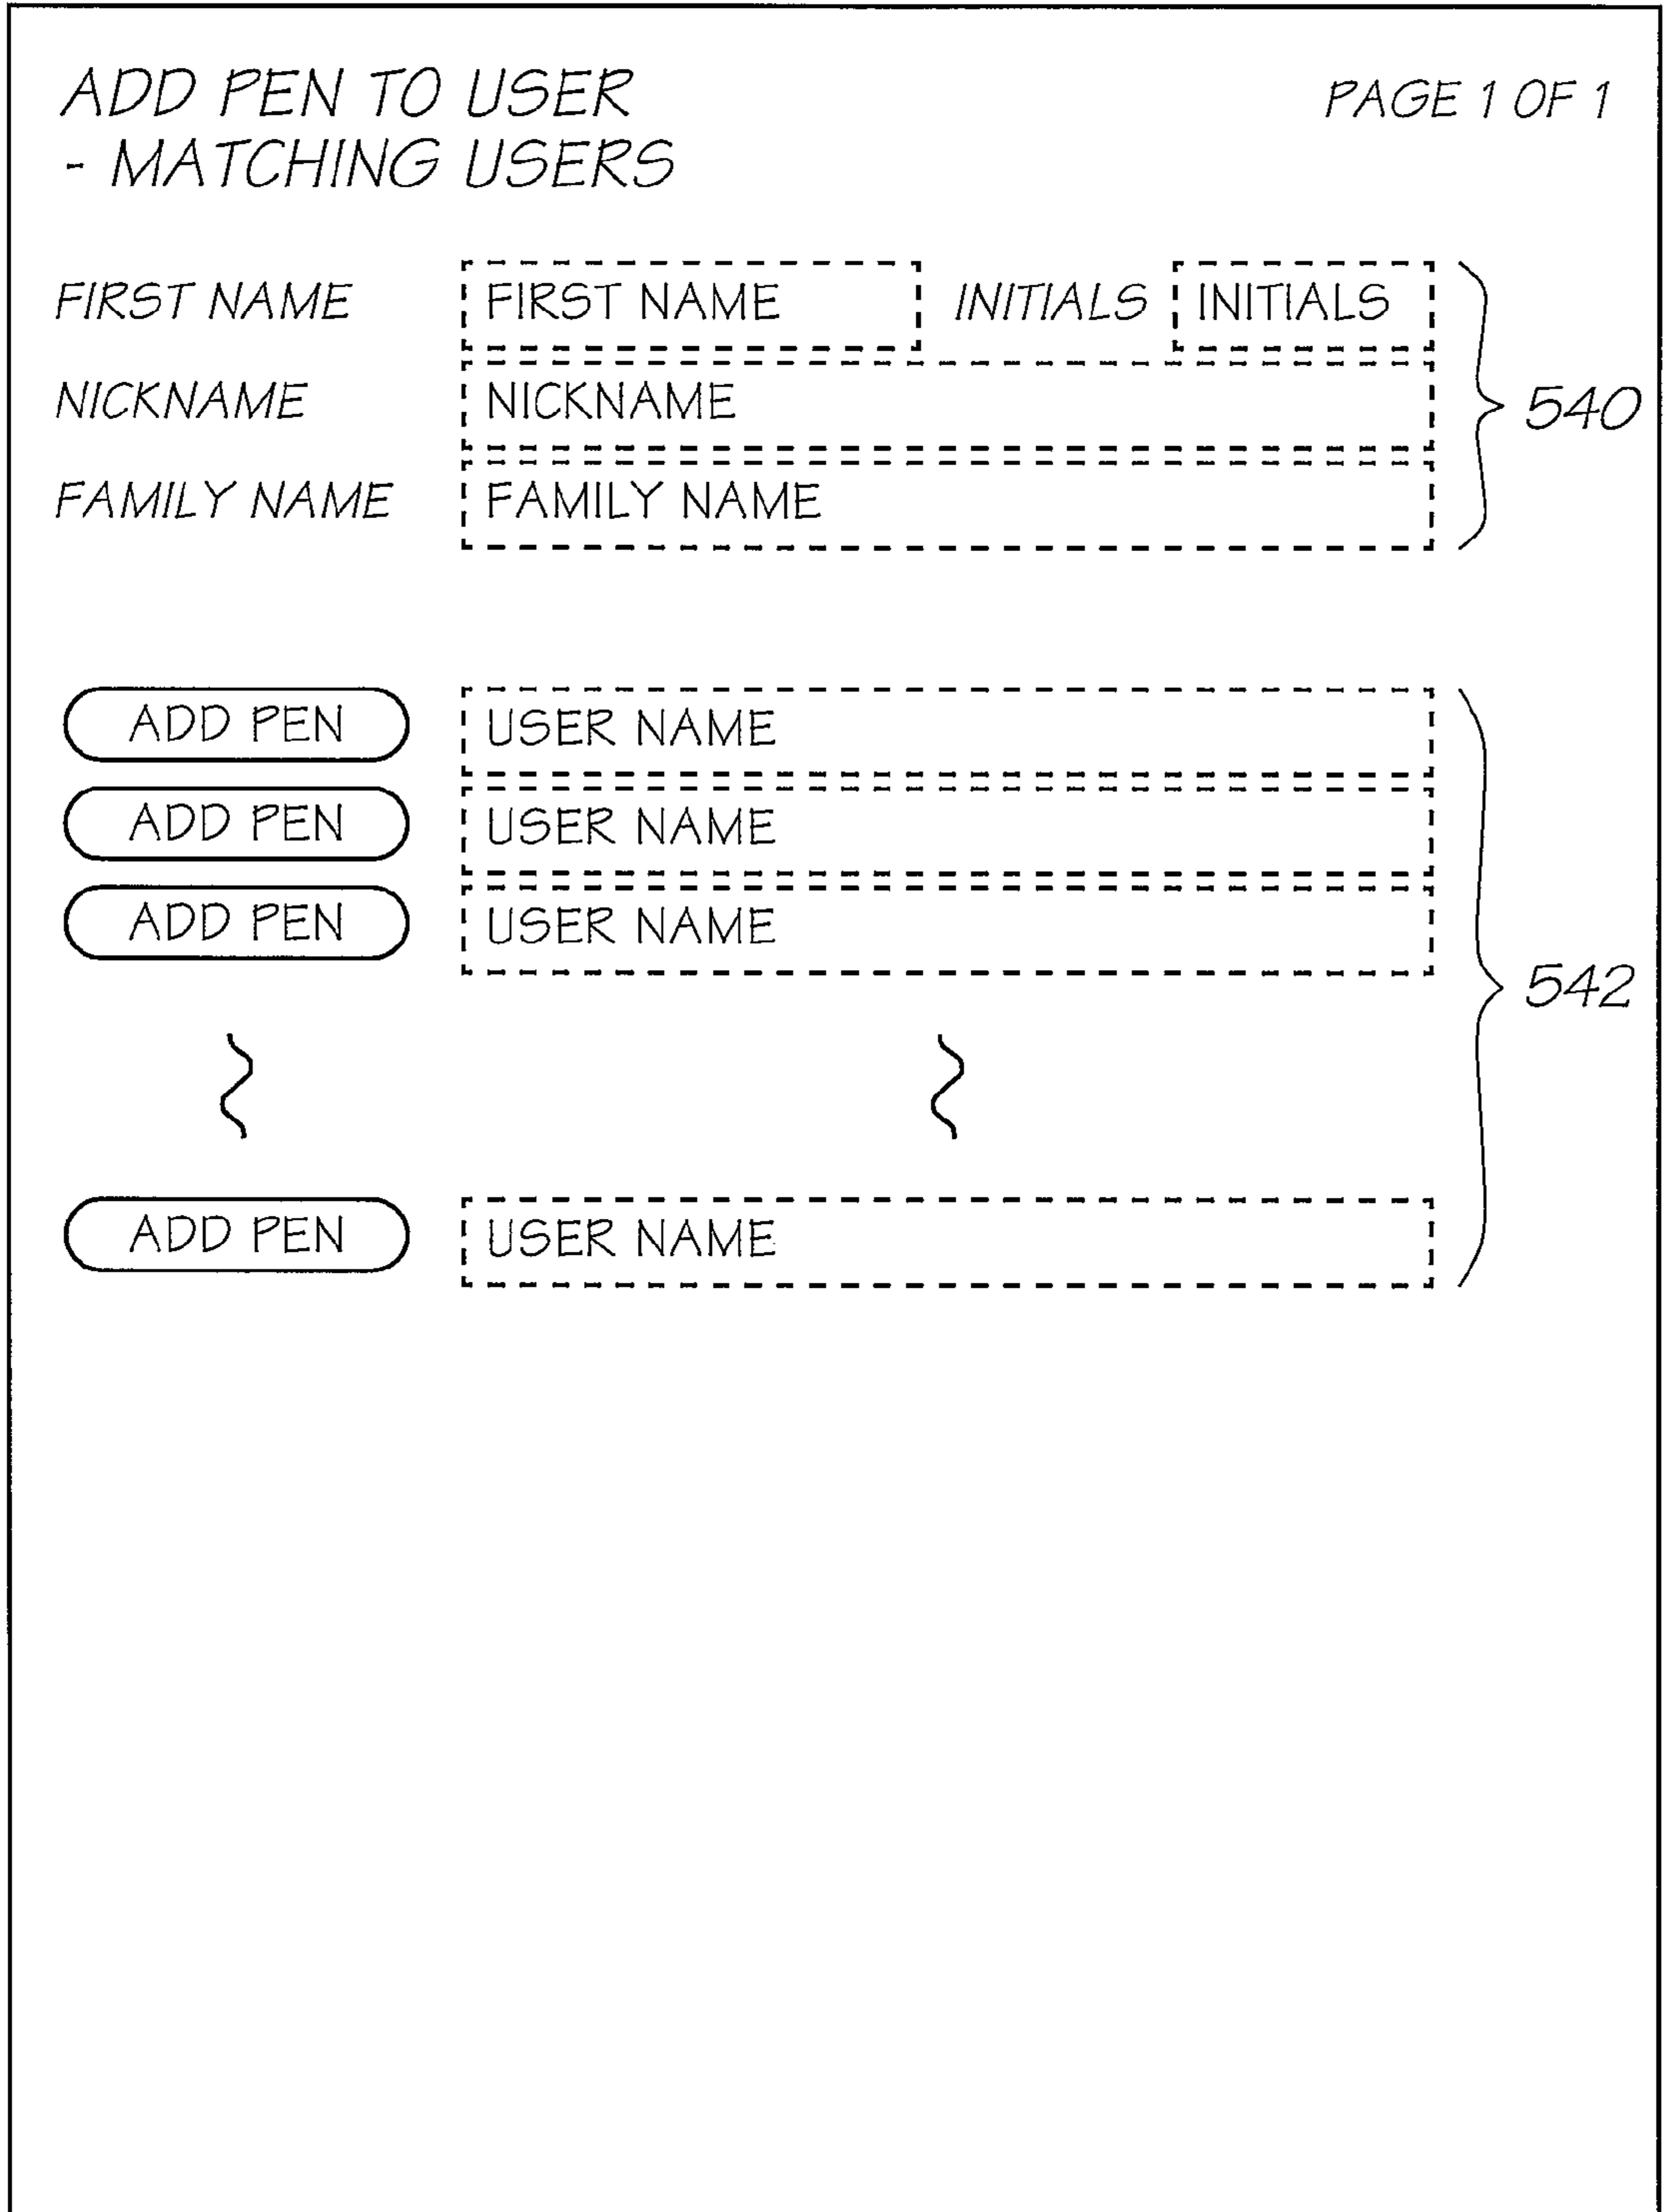 ADD PEN TO USER
- MATCHING USERS
PAGE 1 OF 1
FIRST NAME FIRST NAME INITIALS INITIALS
NICKNAME NICKNAME
FAMILY NAME FAMILY NAME
540
ADD PEN USER NAME
ADD PEN USER NAME
ADD PEN USER NAME
542
ADD PEN USER NAME